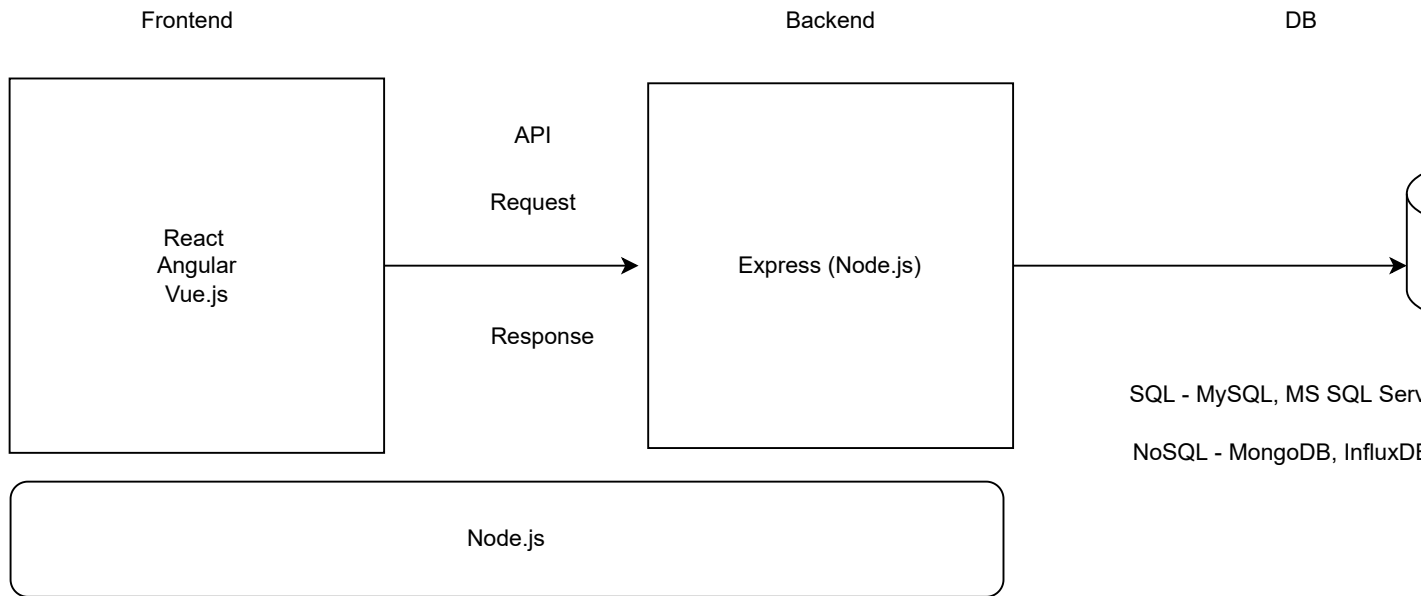 Frontend
Backend
DB
API
Request
Response
React
Angular
Vue.js
Express (Node.js)
SQL - MySQL, MS SQL
NoSQL - MongoDB,
Node.js